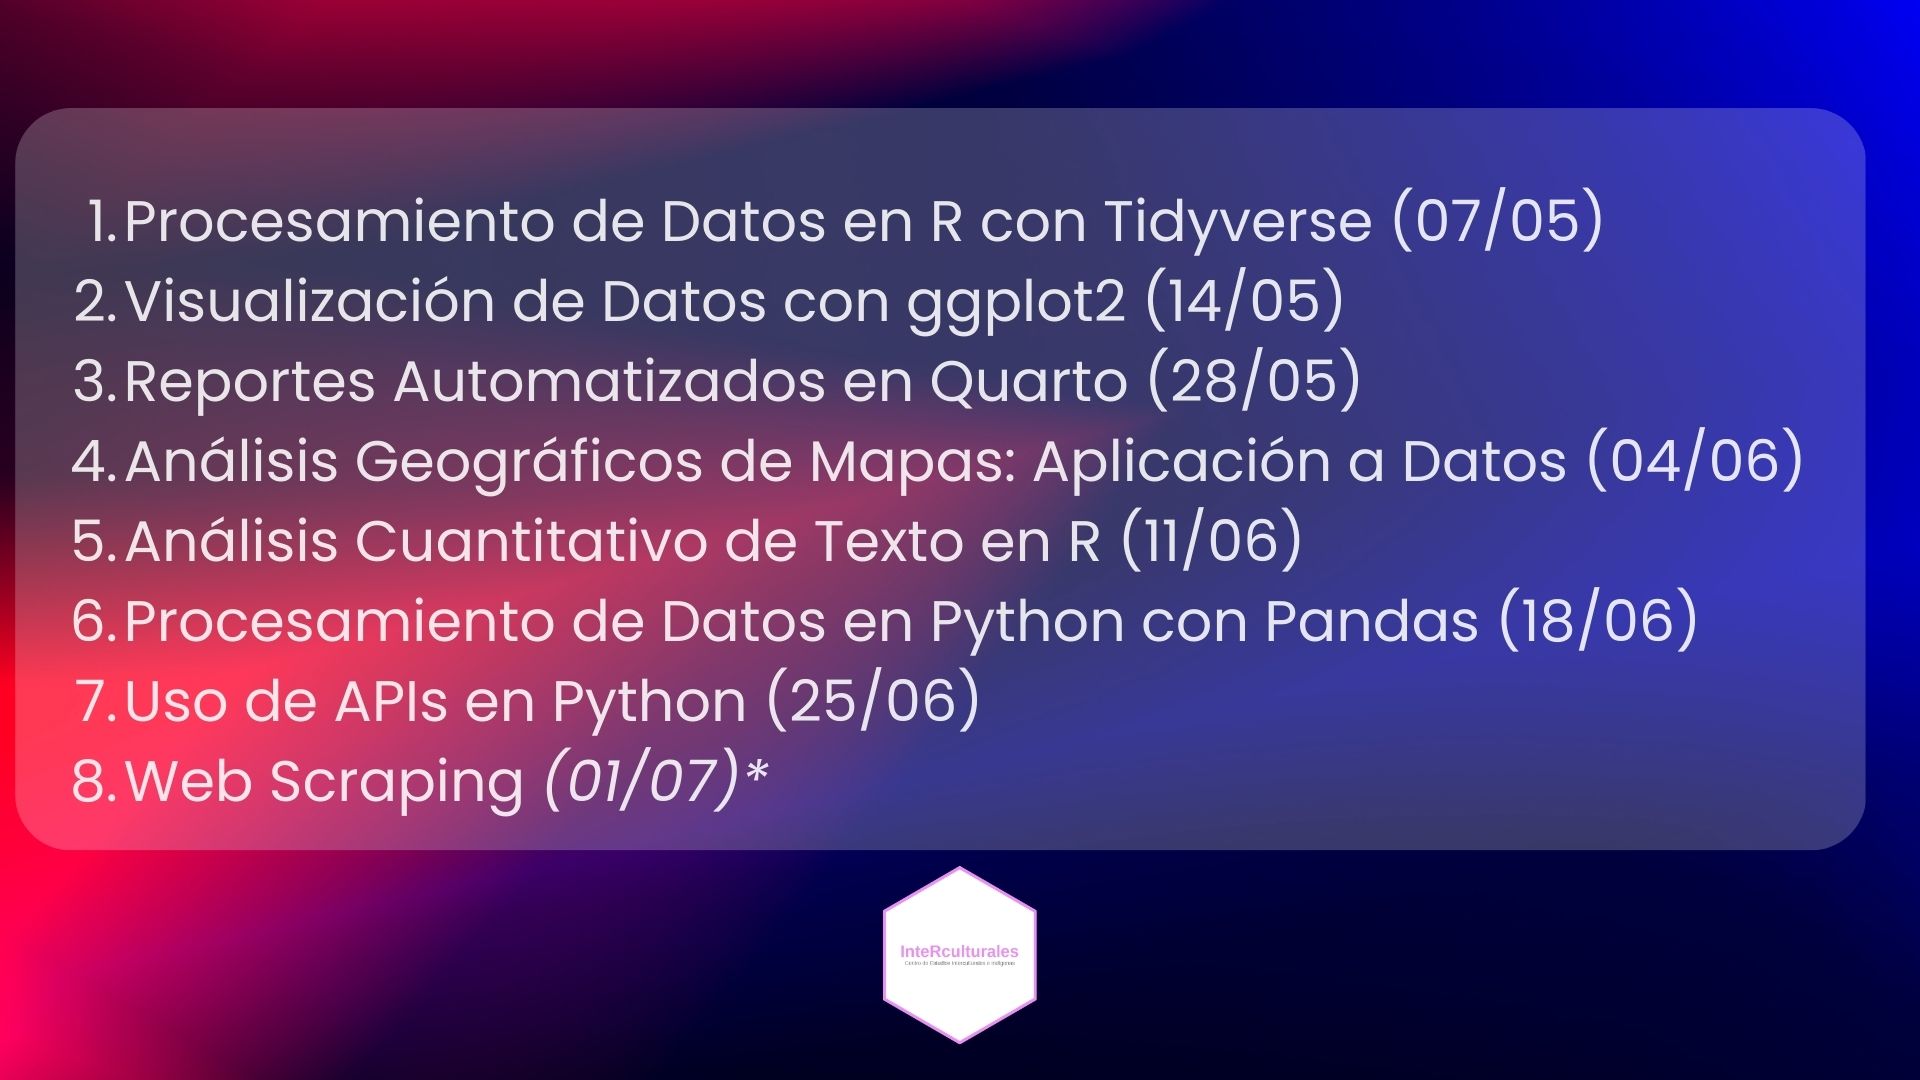 1. Procesamiento de Datos en R con Tidyverse (07/05)
2. Visualización de Datos con ggplot2 (14/05)
3. Reportes Automatizados en Quarto (28/05)
4. Análisis Geográficos de Mapas: Aplicación a Datos (04/06)
5. Análisis Cuantitativo de Texto en R (11/06)
6. Procesamiento de Datos en Python con Pandas (18/06)
7. Uso de APIs en Python (25/06)
8. Web Scraping (01/07)*
InteRculturales
Centro de Estudios Interculturales e Indígenas